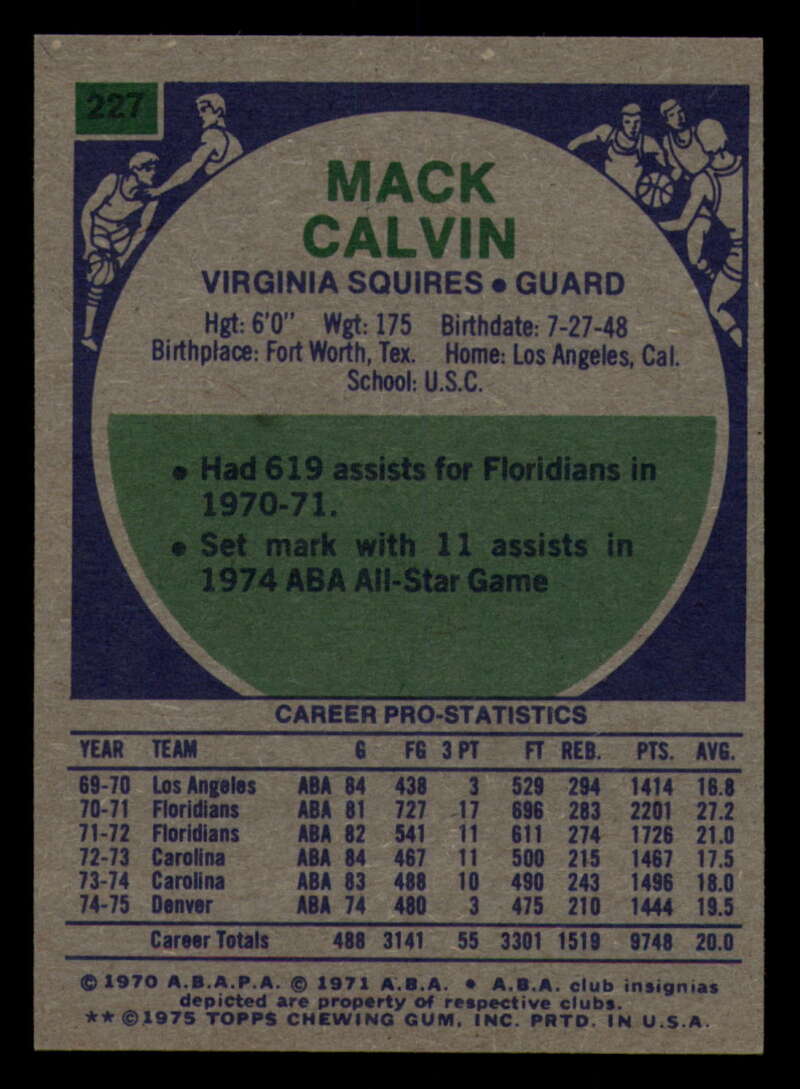 227
MACK
CALVIN
VIRGINIA SQUIRES • GUARD
Hgt: 6'0" Wgt: 175 Birthdate: 7-27-48
Birthplace: Fort Worth, Tex. Home: Los Angeles, Cal.
School: U.S.C.
• Had 619 assists for Floridians in
1970-71.
• Set mark with 11 assists in
1974 ABA All-Star Game
CAREER PRO-STATISTICS
YEAR TEAM G FG 3 PT FT REB. PTS. AVG.
69-70 Los Angeles ABA 84 438 3 529 294 1414 16.8
70-71 Floridians ABA 81 727 17 696 283 2201 27.2
71-72 Floridians ABA 82 541 11 611 274 1726 21.0
72-73 Carolina ABA 84 467 11 500 215 1467 17.5
73-74 Carolina ABA 83 488 10 490 243 1496 18.0
74-75 Denver ABA 74 480 3 475 210 1444 19.5
Career Totals 488 3141 55 3301 1519 9748 20.0
© 1970 A.B.A.P.A. © 1971 A.B.A. • A.B.A. club insignias
depicted are property of respective clubs.
** © 1975 TOPPS CHEWING GUM, INC. PRTD. IN U.S.A.